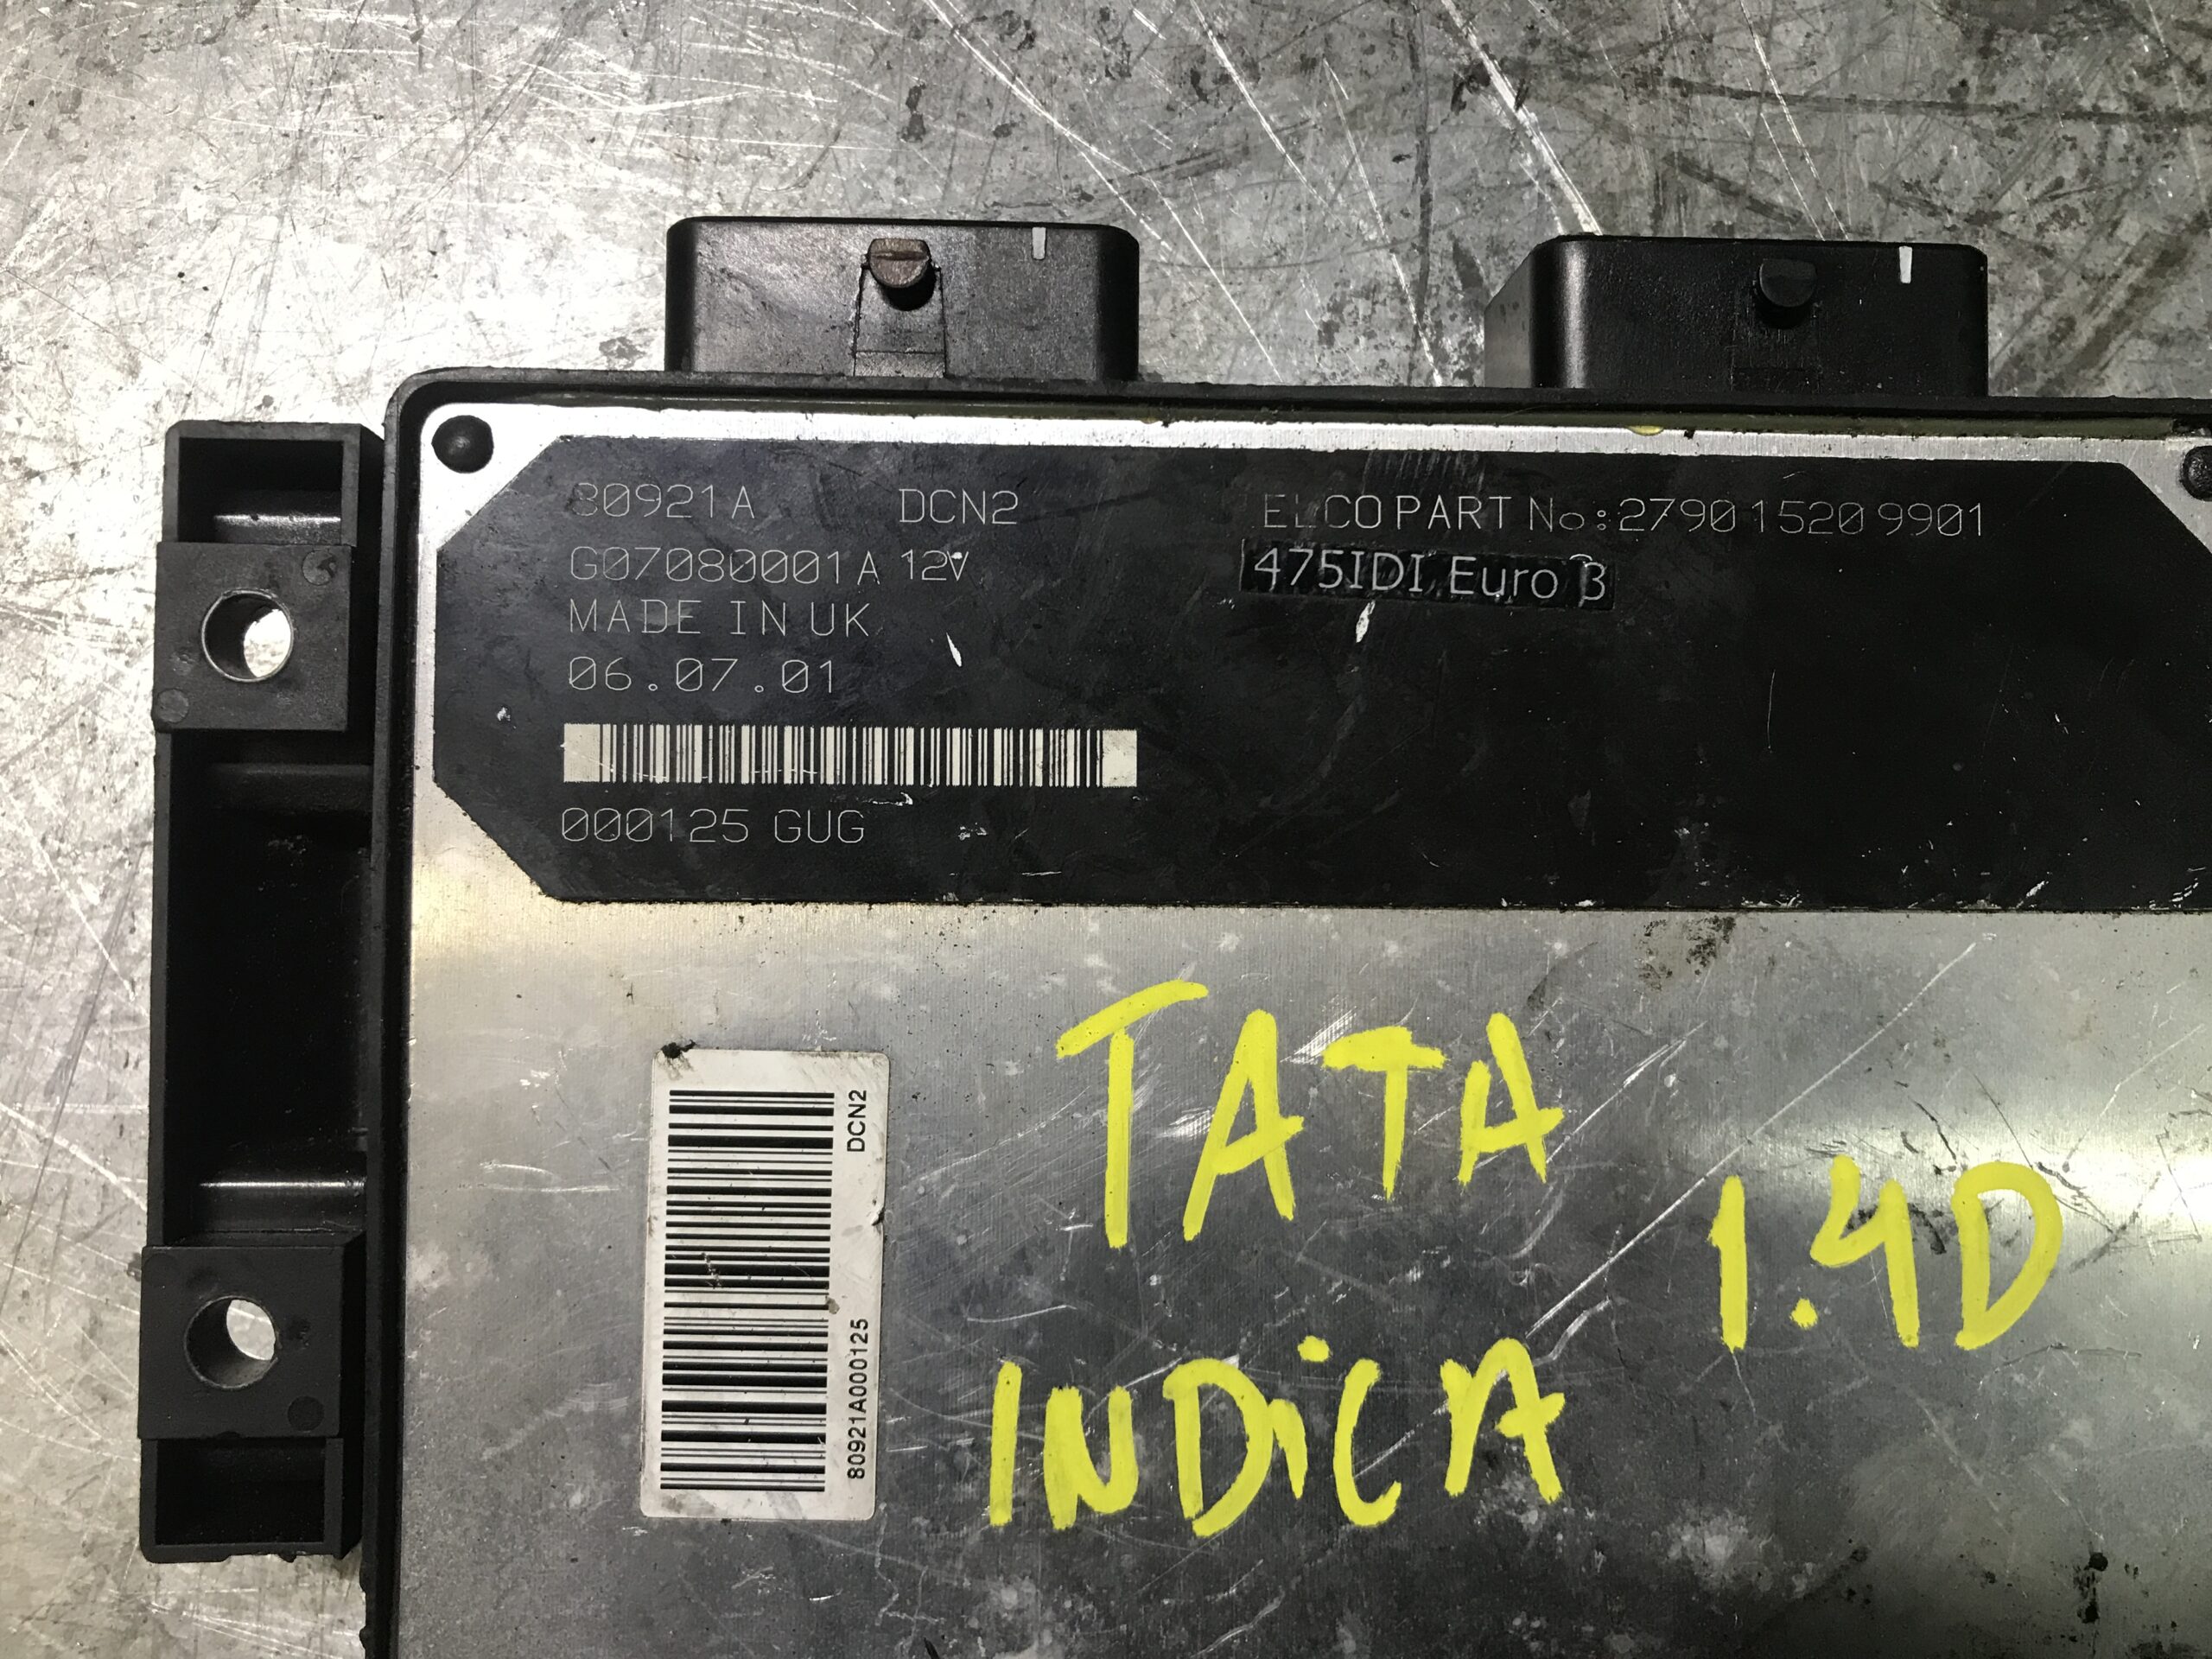 80921A DCN2
G07080001A 12V
MADE IN UK
06.07.01
000125 GUG
ELCO PART No:2790 1520 9901
475IDI Euro 3
DCN2
80921A000125
TATA
1.4D
INDiCA